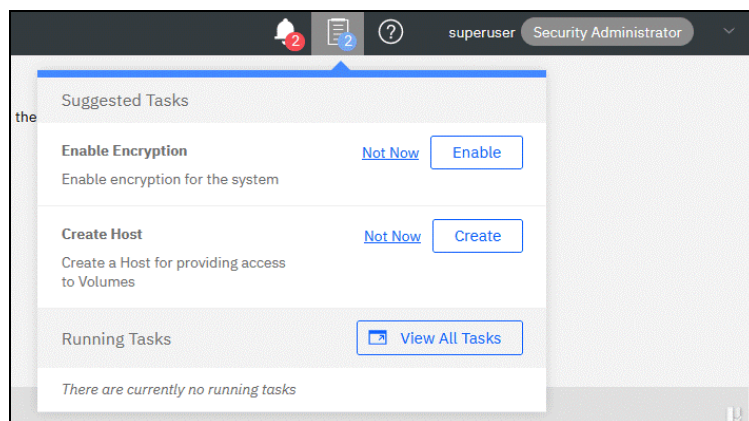 2
2
?
superuser
Security Administrator
the
Suggested Tasks
Enable Encryption
Not Now
Enable
Enable encryption for the system
Create Host
Not Now
Create
Create a Host for providing access
to Volumes
Running Tasks
View All Tasks
There are currently no running tasks